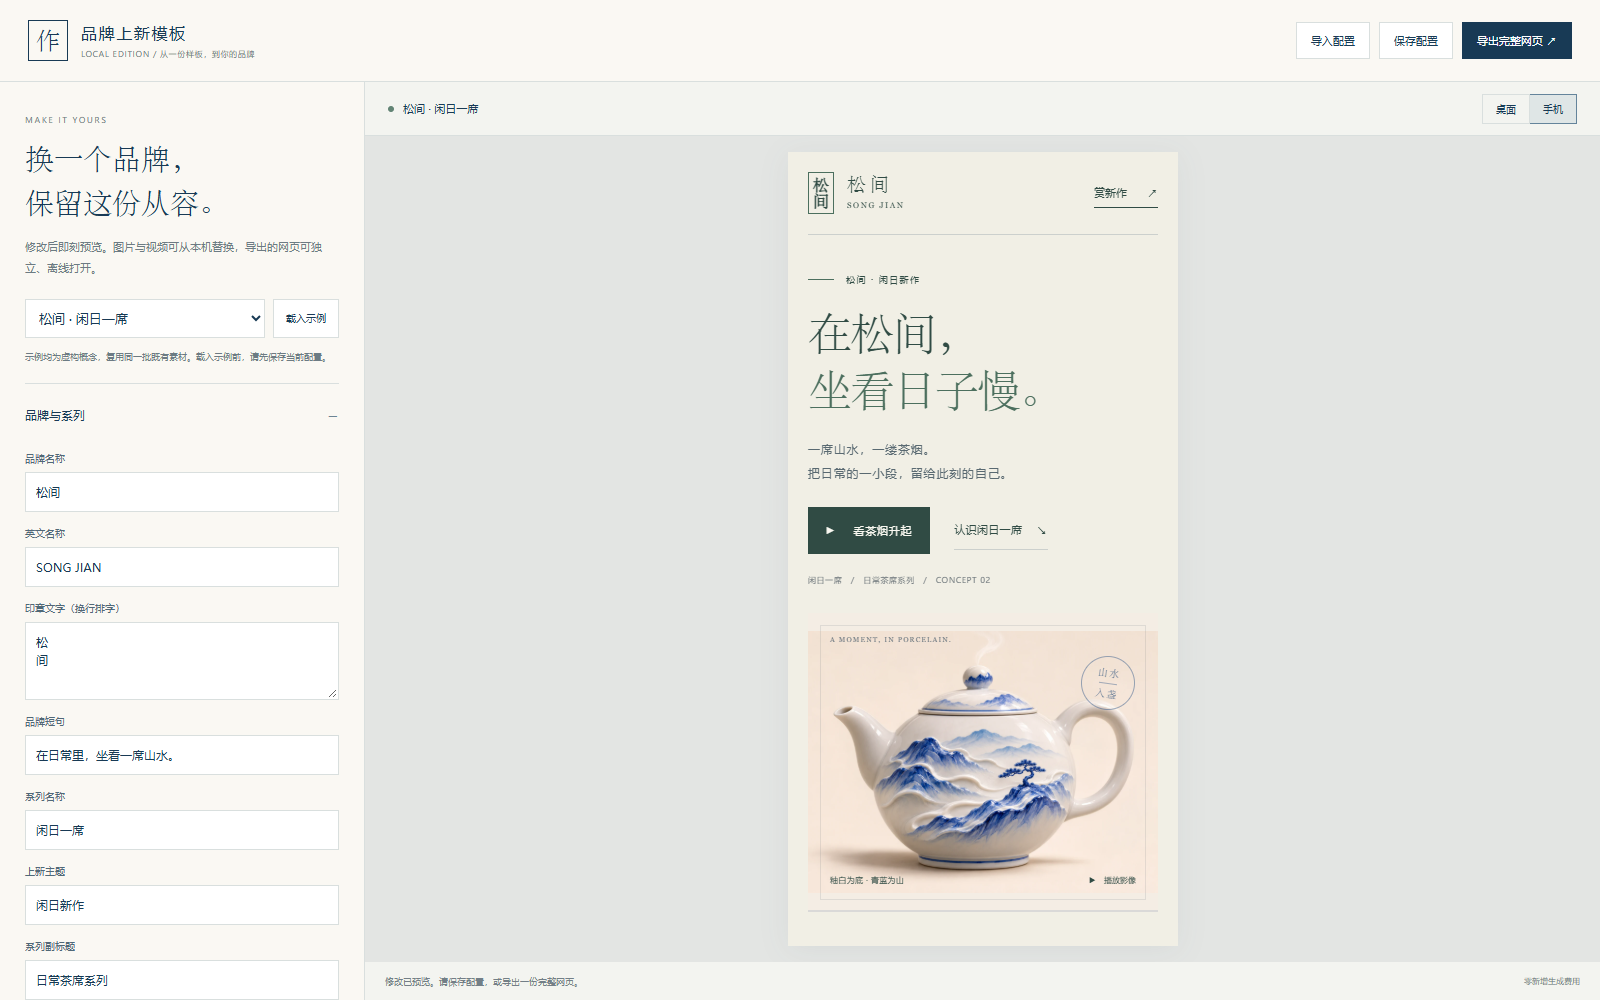 作
品牌上新模板
LOCAL EDITION / 从一份样板，到你的品牌
导入配置
保存配置
导出完整网页 ↗
MAKE IT YOURS
换一个品牌，
保留这份从容。
修改后即刻预览。图片与视频可从本机替换，导出的网页可独
立、离线打开。
松间 · 闲日一席
载入示例
示例均为虚构概念，复用同一批既有素材。载入示例前，请先保存当前配置。
品牌与系列
品牌名称
松间
英文名称
SONG JIAN
印章文字（换行排字）
松
间
品牌短句
在日常里，坐看一席山水。
系列名称
闲日一席
上新主题
闲日新作
系列副标题
日常茶席系列
松间 · 闲日一席
桌面
手机
松
间
松间
SONG JIAN
赏新作 ↗
松间 · 闲日新作
在松间，
坐看日子慢。
一席山水，一缕茶烟。
把日常的一小段，留给此刻的自己。
▶ 看茶烟升起
认识闲日一席 ↘
闲日一席 / 日常茶席系列 / CONCEPT 02
A MOMENT, IN PORCELAIN.
山水
入盏
釉白为底 · 青蓝为山
▶ 播放影像
修改已预览。请保存配置，或导出一份完整网页。
零新增生成费用